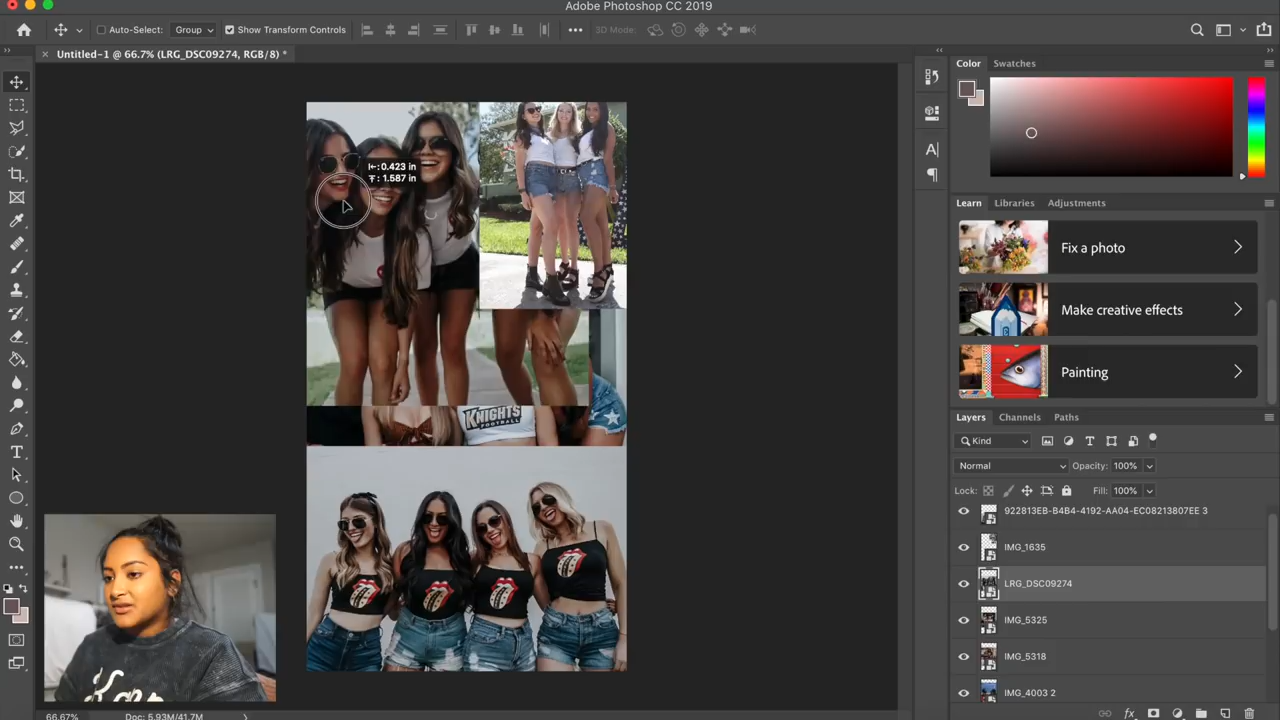 Adobe Photoshop CC 2019
Auto-Select: Group Show Transform Controls ••• 3D Mode:
× Untitled-1 @ 66.7% (LRG_DSC09274, RGB/8) *
Color Swatches
0.423 in
1.587 in
Learn Libraries Adjustments
Fix a photo
Make creative effects
Painting
KNIGHTS
FOOTBALL
Layers Channels Paths
Kind
Normal Opacity: 100%
Lock: Fill: 100%
922813EB-B4B4-4192-AA04-EC08213807EE 3
IMG_1635
LRG_DSC09274
IMG_5325
IMG_5318
IMG_4003 2
66.67% Doc: 5.93M/41.7M